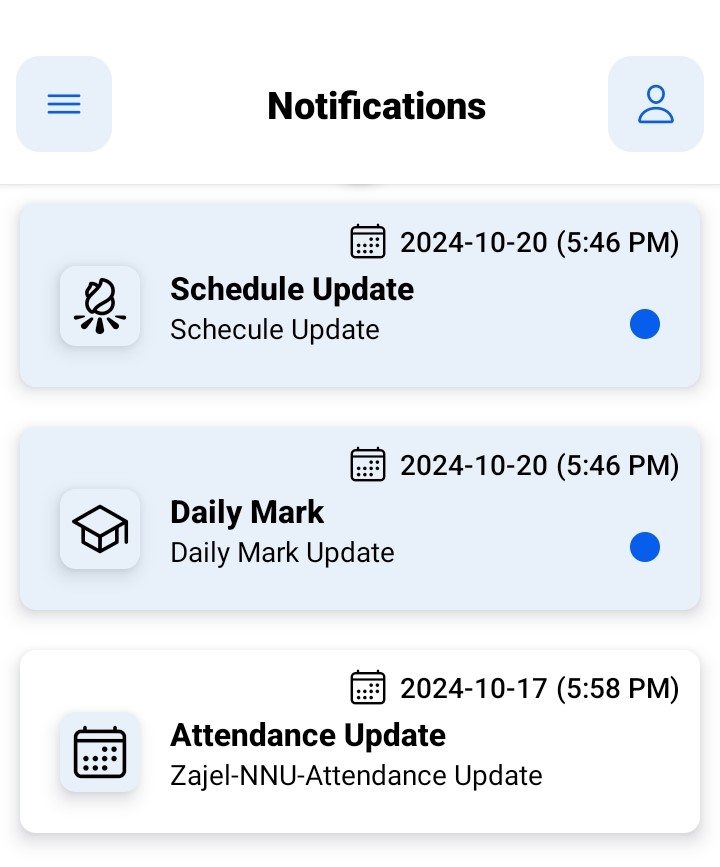 Notifications
2024-10-20 (5:46 PM)
Schedule Update
Schecule Update
2024-10-20 (5:46 PM)
Daily Mark
Daily Mark Update
2024-10-17 (5:58 PM)
Attendance Update
Zajel-NNU-Attendance Update